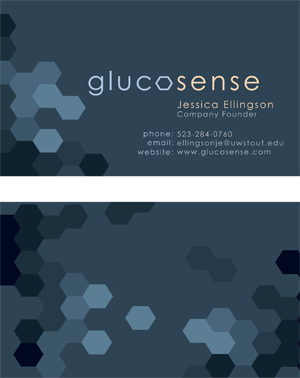 glucosense
Jessica Ellingson
Company Founder
phone: 523-284-0760
email: ellingsonje@uwstout.edu
website: www.glucosense.com